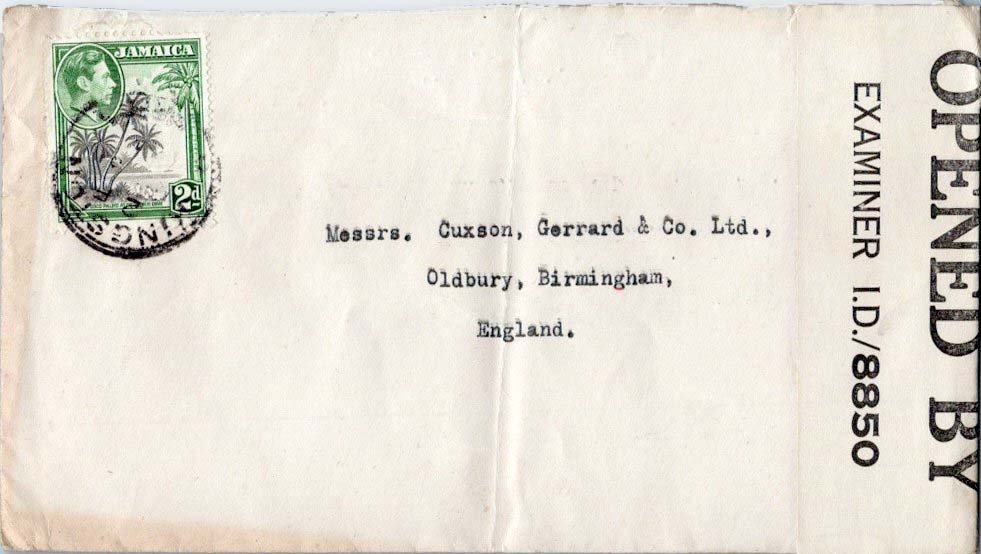 JAMAICA
2d
Messrs. Cuxson, Gerrard & Co. Ltd.,
Oldbury, Birmingham,
England.
OPENED BY
EXAMINER I.D./8850